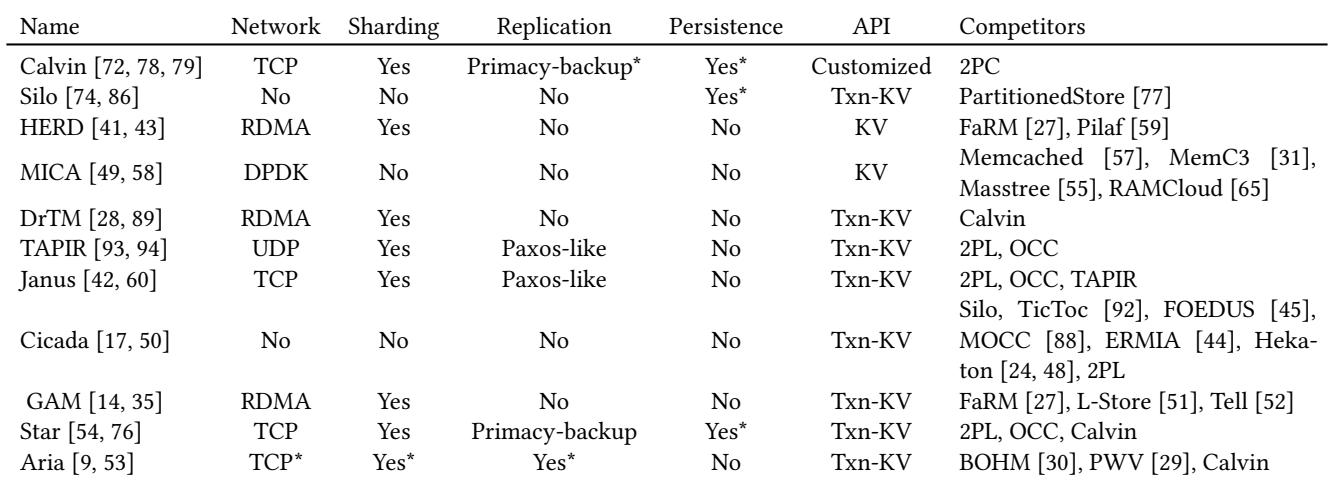 Name Network Sharding Replication Persistence API Competitors
Calvin [72, 78, 79] TCP Yes Primacy-backup* Yes* Customized 2PC
Silo [74, 86] No No No Yes* Txn-KV PartitionedStore [77]
HERD [41, 43] RDMA Yes No No KV FaRM [27], Pilaf [59]
MICA [49, 58] DPDK No No No KV Memcached [57], MemC3 [31],
Masstree [55], RAMCloud [65]
DrTM [28, 89] RDMA Yes No No Txn-KV Calvin
TAPIR [93, 94] UDP Yes Paxos-like No Txn-KV 2PL, OCC
Janus [42, 60] TCP Yes Paxos-like No Txn-KV 2PL, OCC, TAPIR
Silo, TicToc [92], FOEDUS [45],
Cicada [17, 50] No No No No Txn-KV MOCC [88], ERMIA [44], Heka-
ton [24, 48], 2PL
GAM [14, 35] RDMA Yes No No Txn-KV FaRM [27], L-Store [51], Tell [52]
Star [54, 76] TCP Yes Primacy-backup Yes* Txn-KV 2PL, OCC, Calvin
Aria [9, 53] TCP* Yes* Yes* No Txn-KV BOHM [30], PWV [29], Calvin